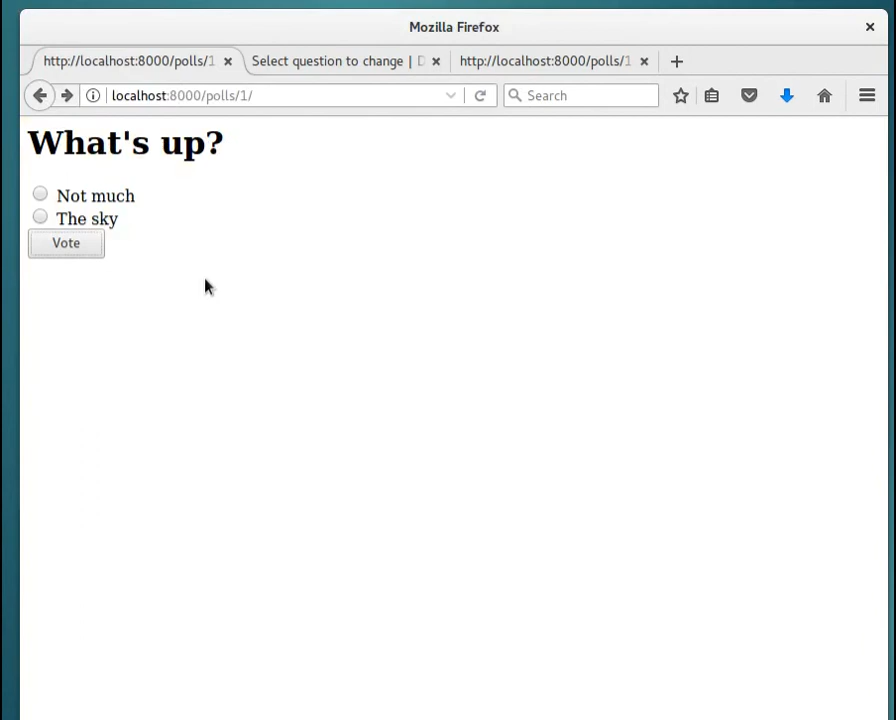 Mozilla Firefox
http://localhost:8000/polls/1 Select question to change | D http://localhost:8000/polls/1
localhost:8000/polls/1/ Search
What's up?
Not much
The sky
Vote